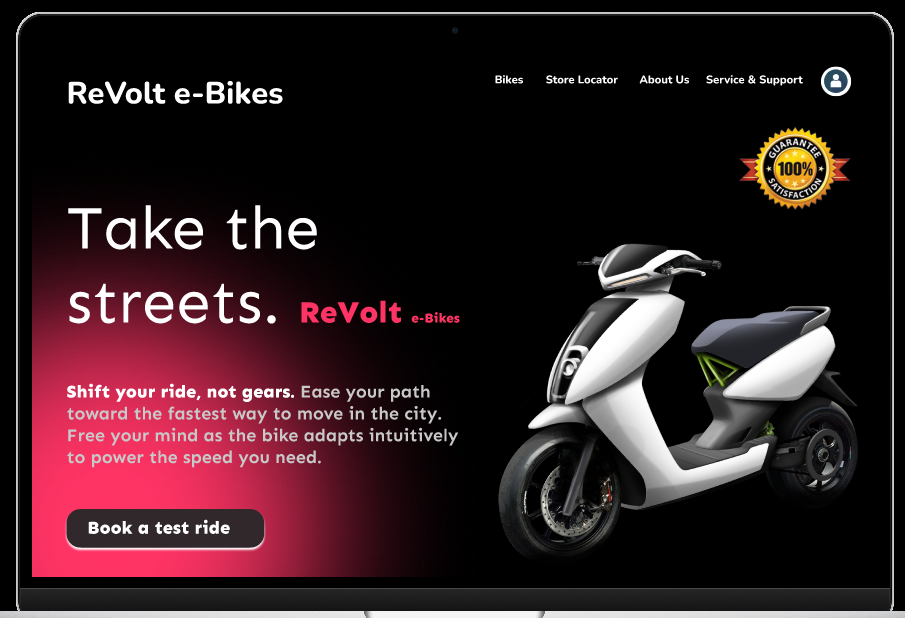 ReVolt e-Bikes
Bikes Store Locator About Us Service & Support
GUARANTEE
100%
SATISFACTION
Take the
streets. ReVolt e-Bikes
Shift your ride, not gears. Ease your path
toward the fastest way to move in the city.
Free your mind as the bike adapts intuitively
to power the speed you need.
Book a test ride